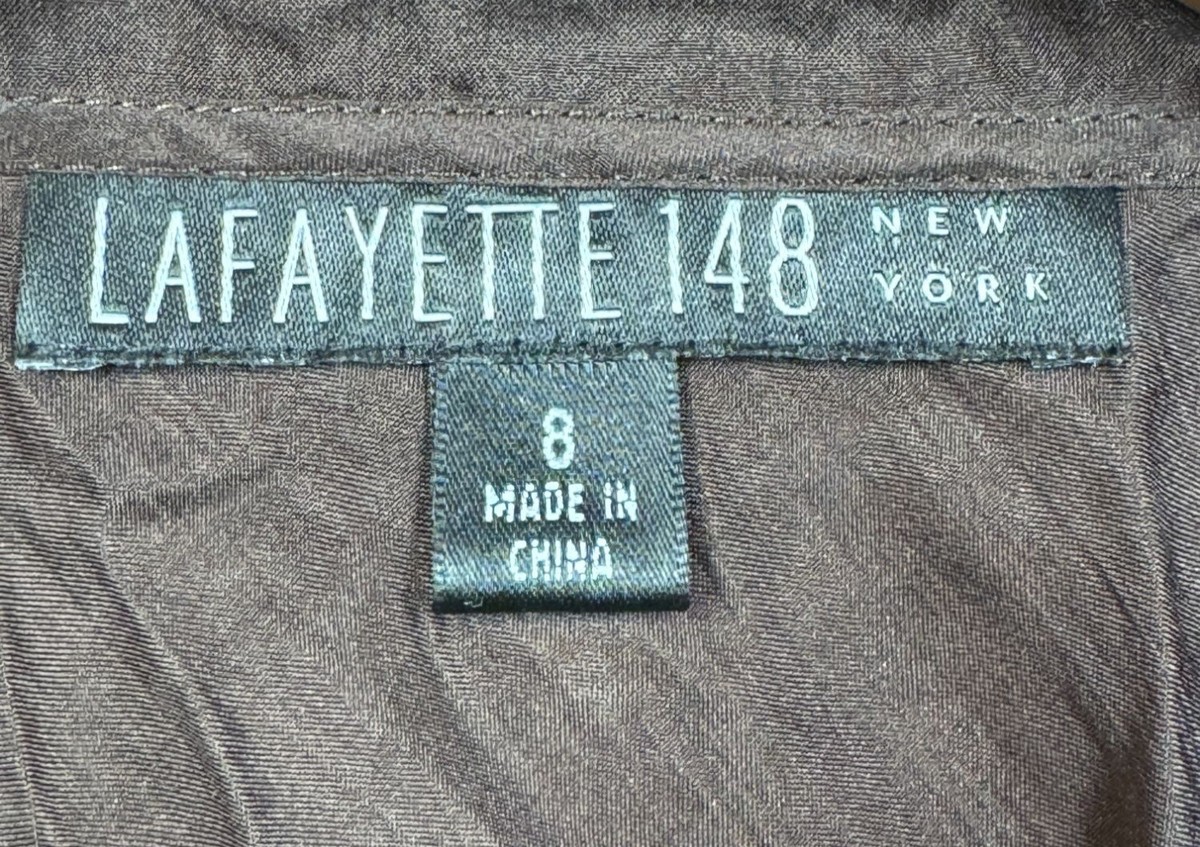 LAFAYETTE 148 NEW YORK
8
MADE IN
CHINA